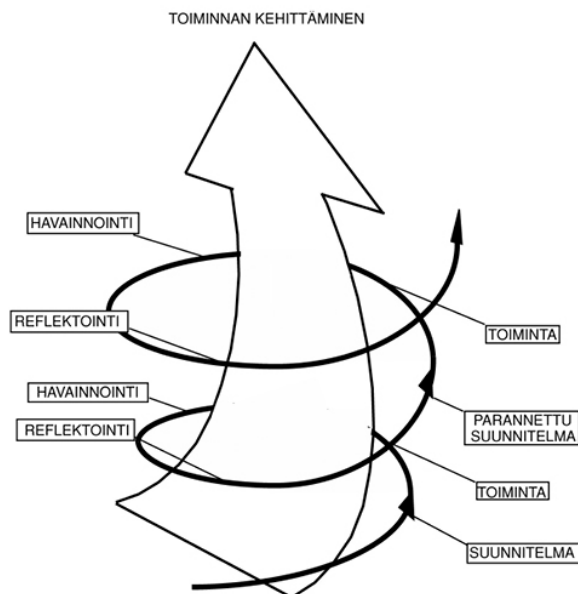 TOIMINNAN KEHITTÄMINEN
HAVAINNOINTI
REFLEKTOINTI
TOIMINTA
HAVAINNOINTI
PARANNETTU
SUUNNITELMA
REFLEKTOINTI
TOIMINTA
SUUNNITELMA